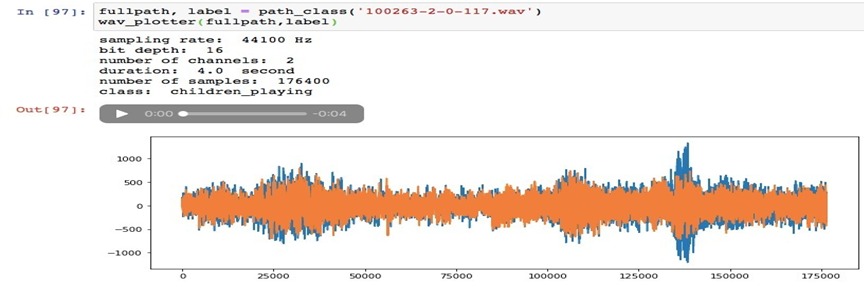 In [97]: fullpath, label = path_class('100263-2-0-117.wav')
wav_plotter(fullpath,label)
sampling rate: 44100 Hz
bit depth: 16
number of channels: 2
duration: 4.0 second
number of samples: 176400
class: children_playing
Out[97]:
0:00 -0:04
1000
500
0
−500
−1000
0 25000 50000 75000 100000 125000 150000 175000